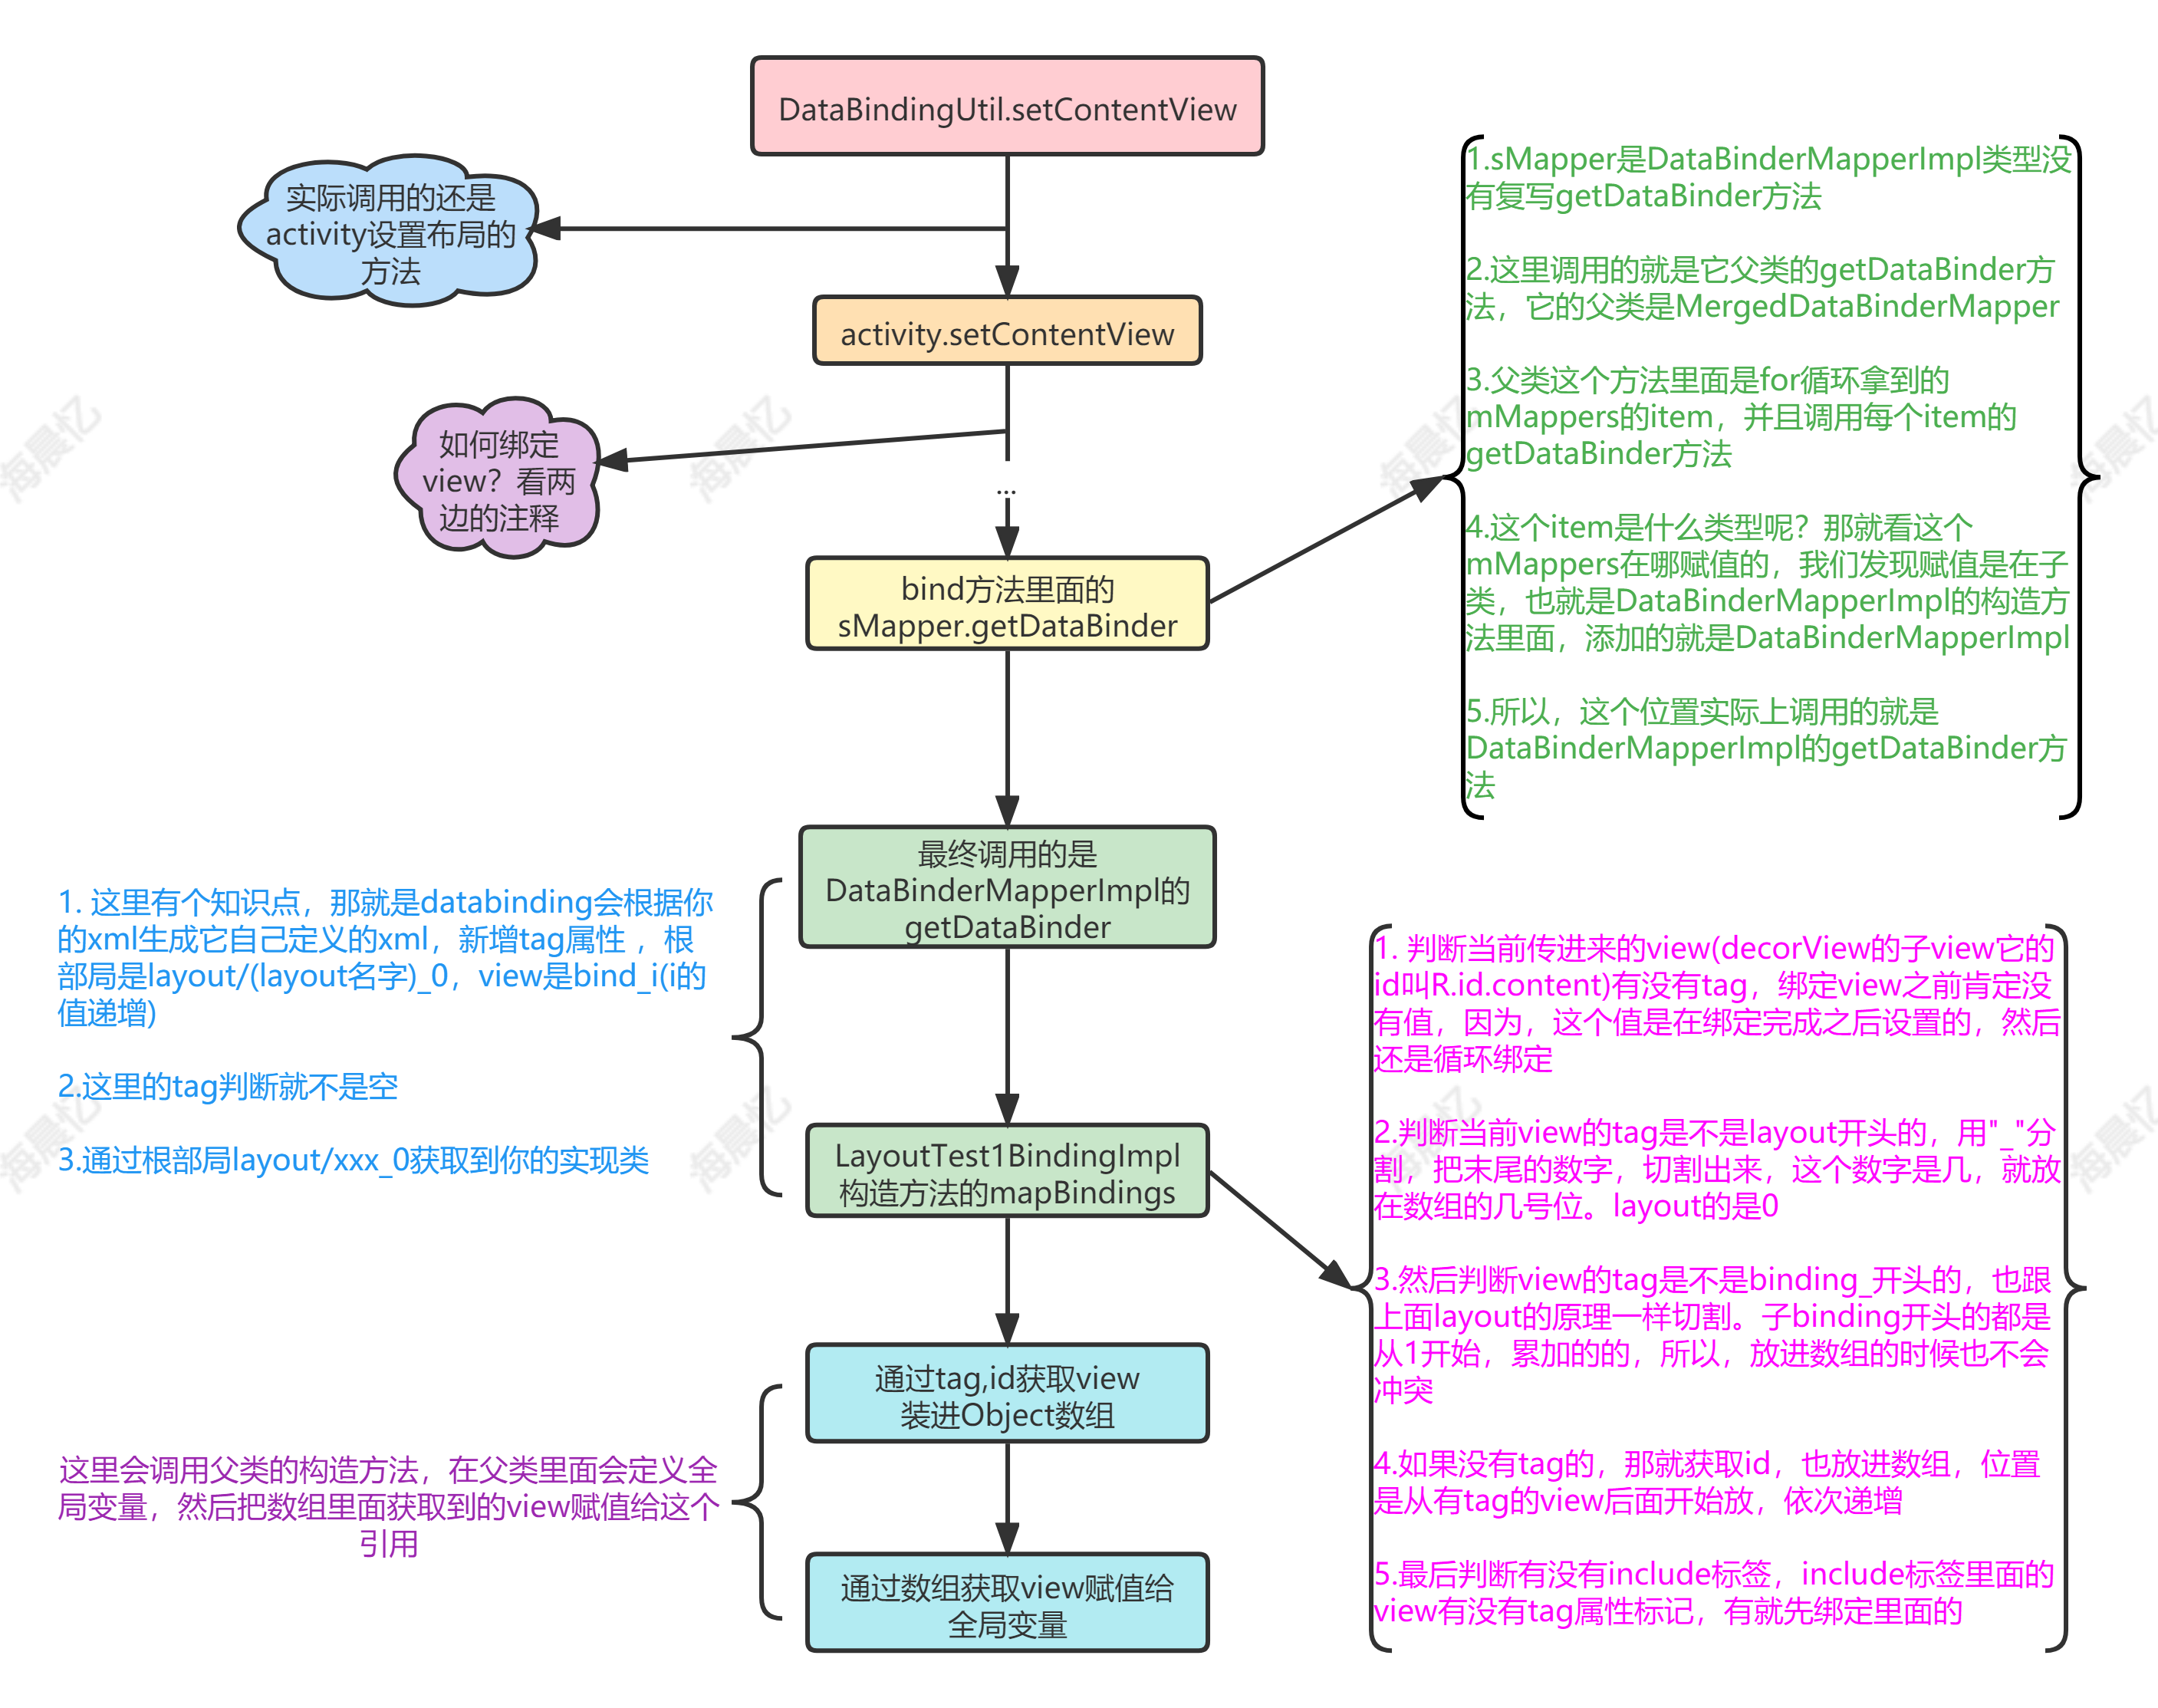 DataBindingUtil.setContentView
实际调用的还是
activity设置布局的
方法
activity.setContentView
如何绑定
view？看两
边的注释
...
bind方法里面的
sMapper.getDataBinder
1.sMapper是DataBinderMapperImpl类型没
有复写getDataBinder方法
2.这里调用的就是它父类的getDataBinder方
法，它的父类是MergedDataBinderMapper
3.父类这个方法里面是for循环拿到的
mMappers的item，并且调用每个item的
getDataBinder方法
4.这个item是什么类型呢？那就看这个
mMappers在哪赋值的，我们发现赋值是在子
类，也就是DataBinderMapperImpl的构造方
法里面，添加的就是DataBinderMapperImpl
5.所以，这个位置实际上调用的就是
DataBinderMapperImpl的getDataBinder方
法
最终调用的是
DataBinderMapperImpl的
getDataBinder
1. 这里有个知识点，那就是databinding会根据你
的xml生成它自己定义的xml，新增tag属性 ，根
部局是layout/(layout名字)_0，view是bind_i(i的
值递增)
2.这里的tag判断就不是空
3.通过根部局layout/xxx_0获取到你的实现类
LayoutTest1BindingImpl
构造方法的mapBindings
1. 判断当前传进来的view(decorView的子view它的
id叫R.id.content)有没有tag，绑定view之前肯定没
有值，因为，这个值是在绑定完成之后设置的，然后
还是循环绑定
2.判断当前view的tag是不是layout开头的，用"_"分
割，把末尾的数字，切割出来，这个数字是几，就放
在数组的几号位。layout的是0
3.然后判断view的tag是不是binding_开头的，也跟
上面layout的原理一样切割。子binding开头的都是
从1开始，累加的的，所以，放进数组的时候也不会
冲突
4.如果没有tag的，那就获取id，也放进数组，位置
是从有tag的view后面开始放，依次递增
5.最后判断有没有include标签，include标签里面的
view有没有tag属性标记，有就先绑定里面的
通过tag,id获取view
装进Object数组
这里会调用父类的构造方法，在父类里面会定义全
局变量，然后把数组里面获取到的view赋值给这个
引用
通过数组获取view赋值给
全局变量
海晨忆
海晨忆
海晨忆
海晨忆
海晨忆
海晨忆
海晨忆
海晨忆